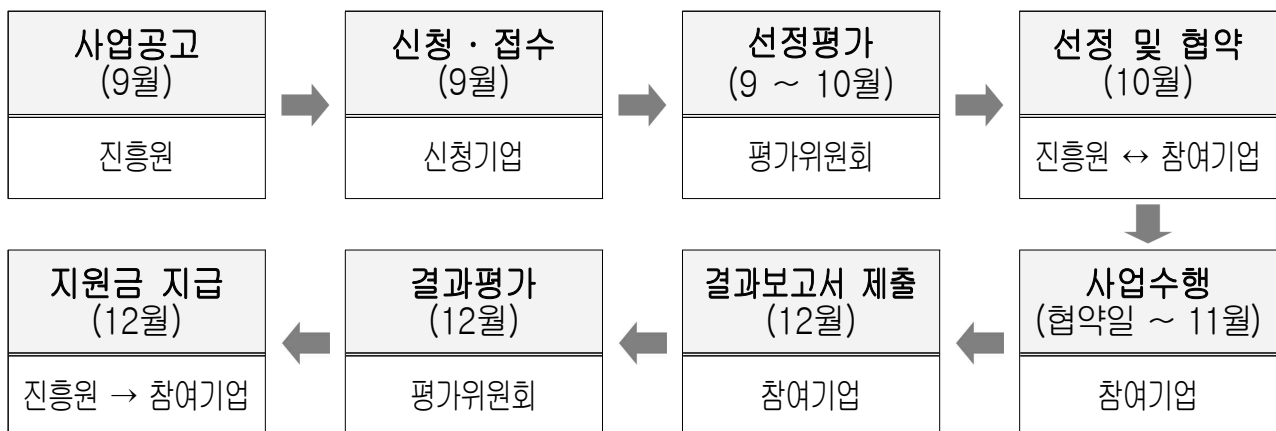 사업공고
(9월)
진흥원
신청 · 접수
(9월)
신청기업
선정평가
(9 ~ 10월)
평가위원회
선정 및 협약
(10월)
진흥원 ↔ 참여기업
사업수행
(협약일 ~ 11월)
참여기업
결과보고서 제출
(12월)
참여기업
결과평가
(12월)
평가위원회
지원금 지급
(12월)
진흥원 → 참여기업